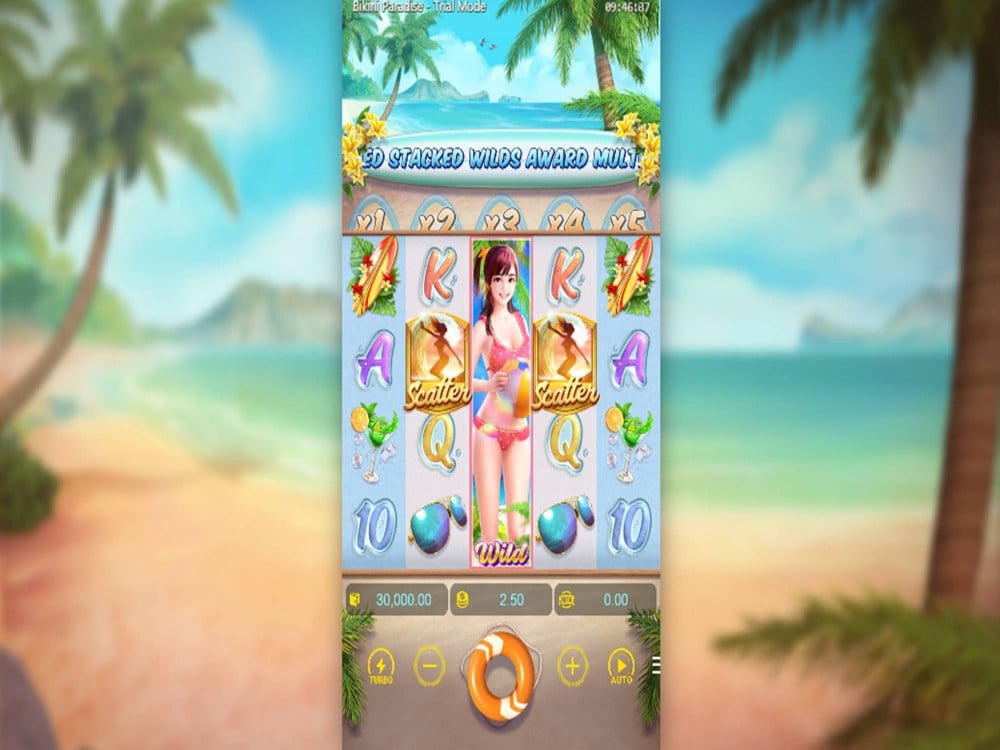 Bikini Paradise - Trial Mode 09:46:37
ED STACKED WILDS AWARD MULT
x1 x2 x3 x4 x5
K K
A Scatter Scatter A
Q Q
10 10
Wild
30,000.00 2.50 0.00
TURBO AUTO